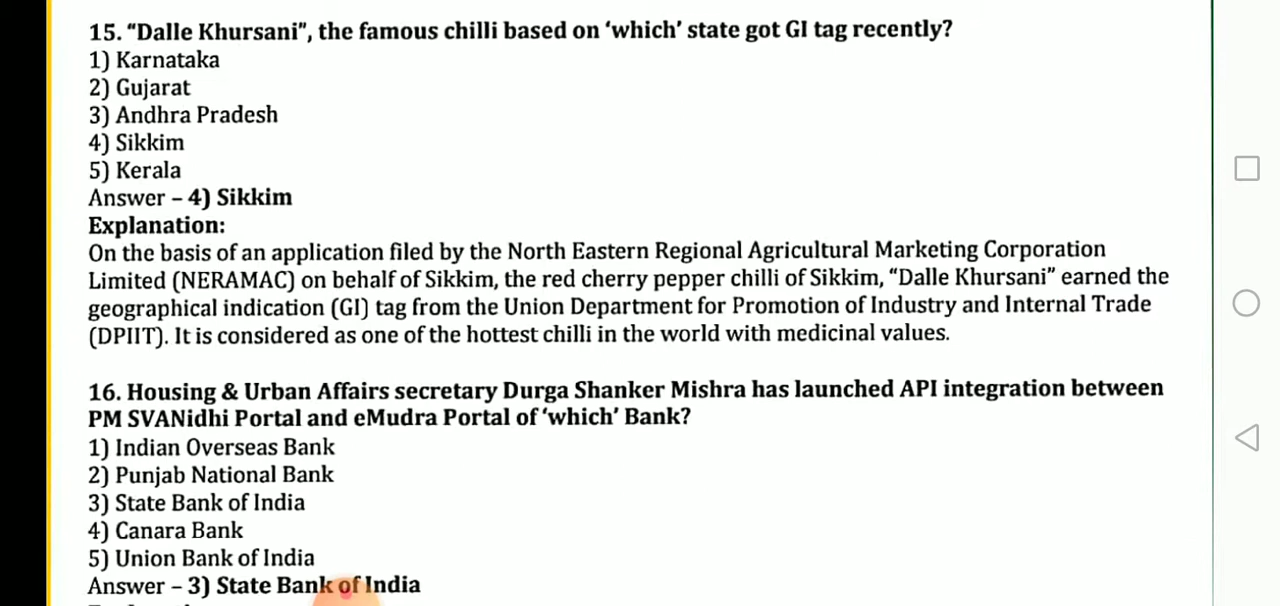 15. “Dalle Khursani”, the famous chilli based on ‘which’ state got GI tag recently?
1) Karnataka
2) Gujarat
3) Andhra Pradesh
4) Sikkim
5) Kerala
Answer – 4) Sikkim
Explanation:
On the basis of an application filed by the North Eastern Regional Agricultural Marketing Corporation
Limited (NERAMAC) on behalf of Sikkim, the red cherry pepper chilli of Sikkim, “Dalle Khursani” earned the
geographical indication (GI) tag from the Union Department for Promotion of Industry and Internal Trade
(DPIIT). It is considered as one of the hottest chilli in the world with medicinal values.
16. Housing & Urban Affairs secretary Durga Shanker Mishra has launched API integration between
PM SVANidhi Portal and eMudra Portal of ‘which’ Bank?
1) Indian Overseas Bank
2) Punjab National Bank
3) State Bank of India
4) Canara Bank
5) Union Bank of India
Answer – 3) State Bank of India